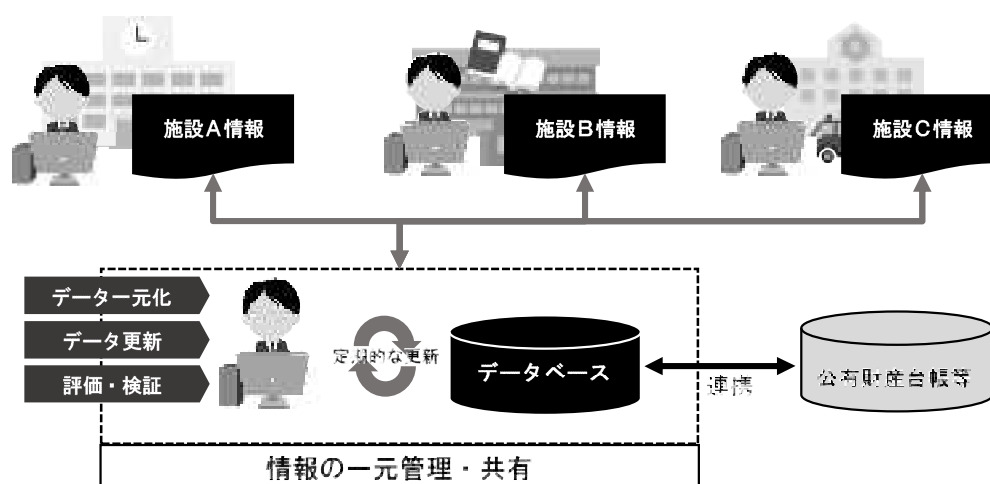 施設A情報
施設B情報
施設C情報
データ一元化
データ更新
評価・検証
定期的な更新
データベース
連携
公有財産台帳等
情報の一元管理・共有